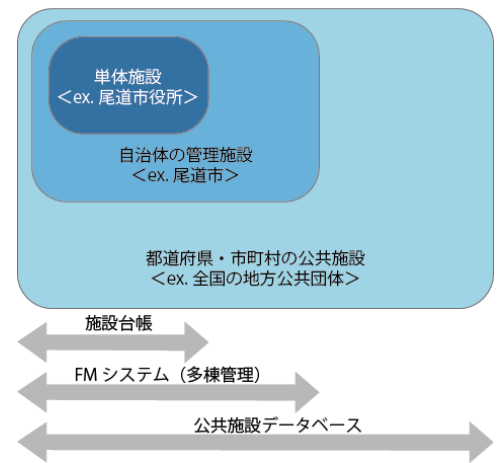 単体施設
＜ex. 尾道市役所＞
自治体の管理施設
＜ex. 尾道市＞
都道府県・市町村の公共施設
＜ex. 全国の地方公共団体＞
施設台帳
FM システム（多棟管理）
公共施設データベース